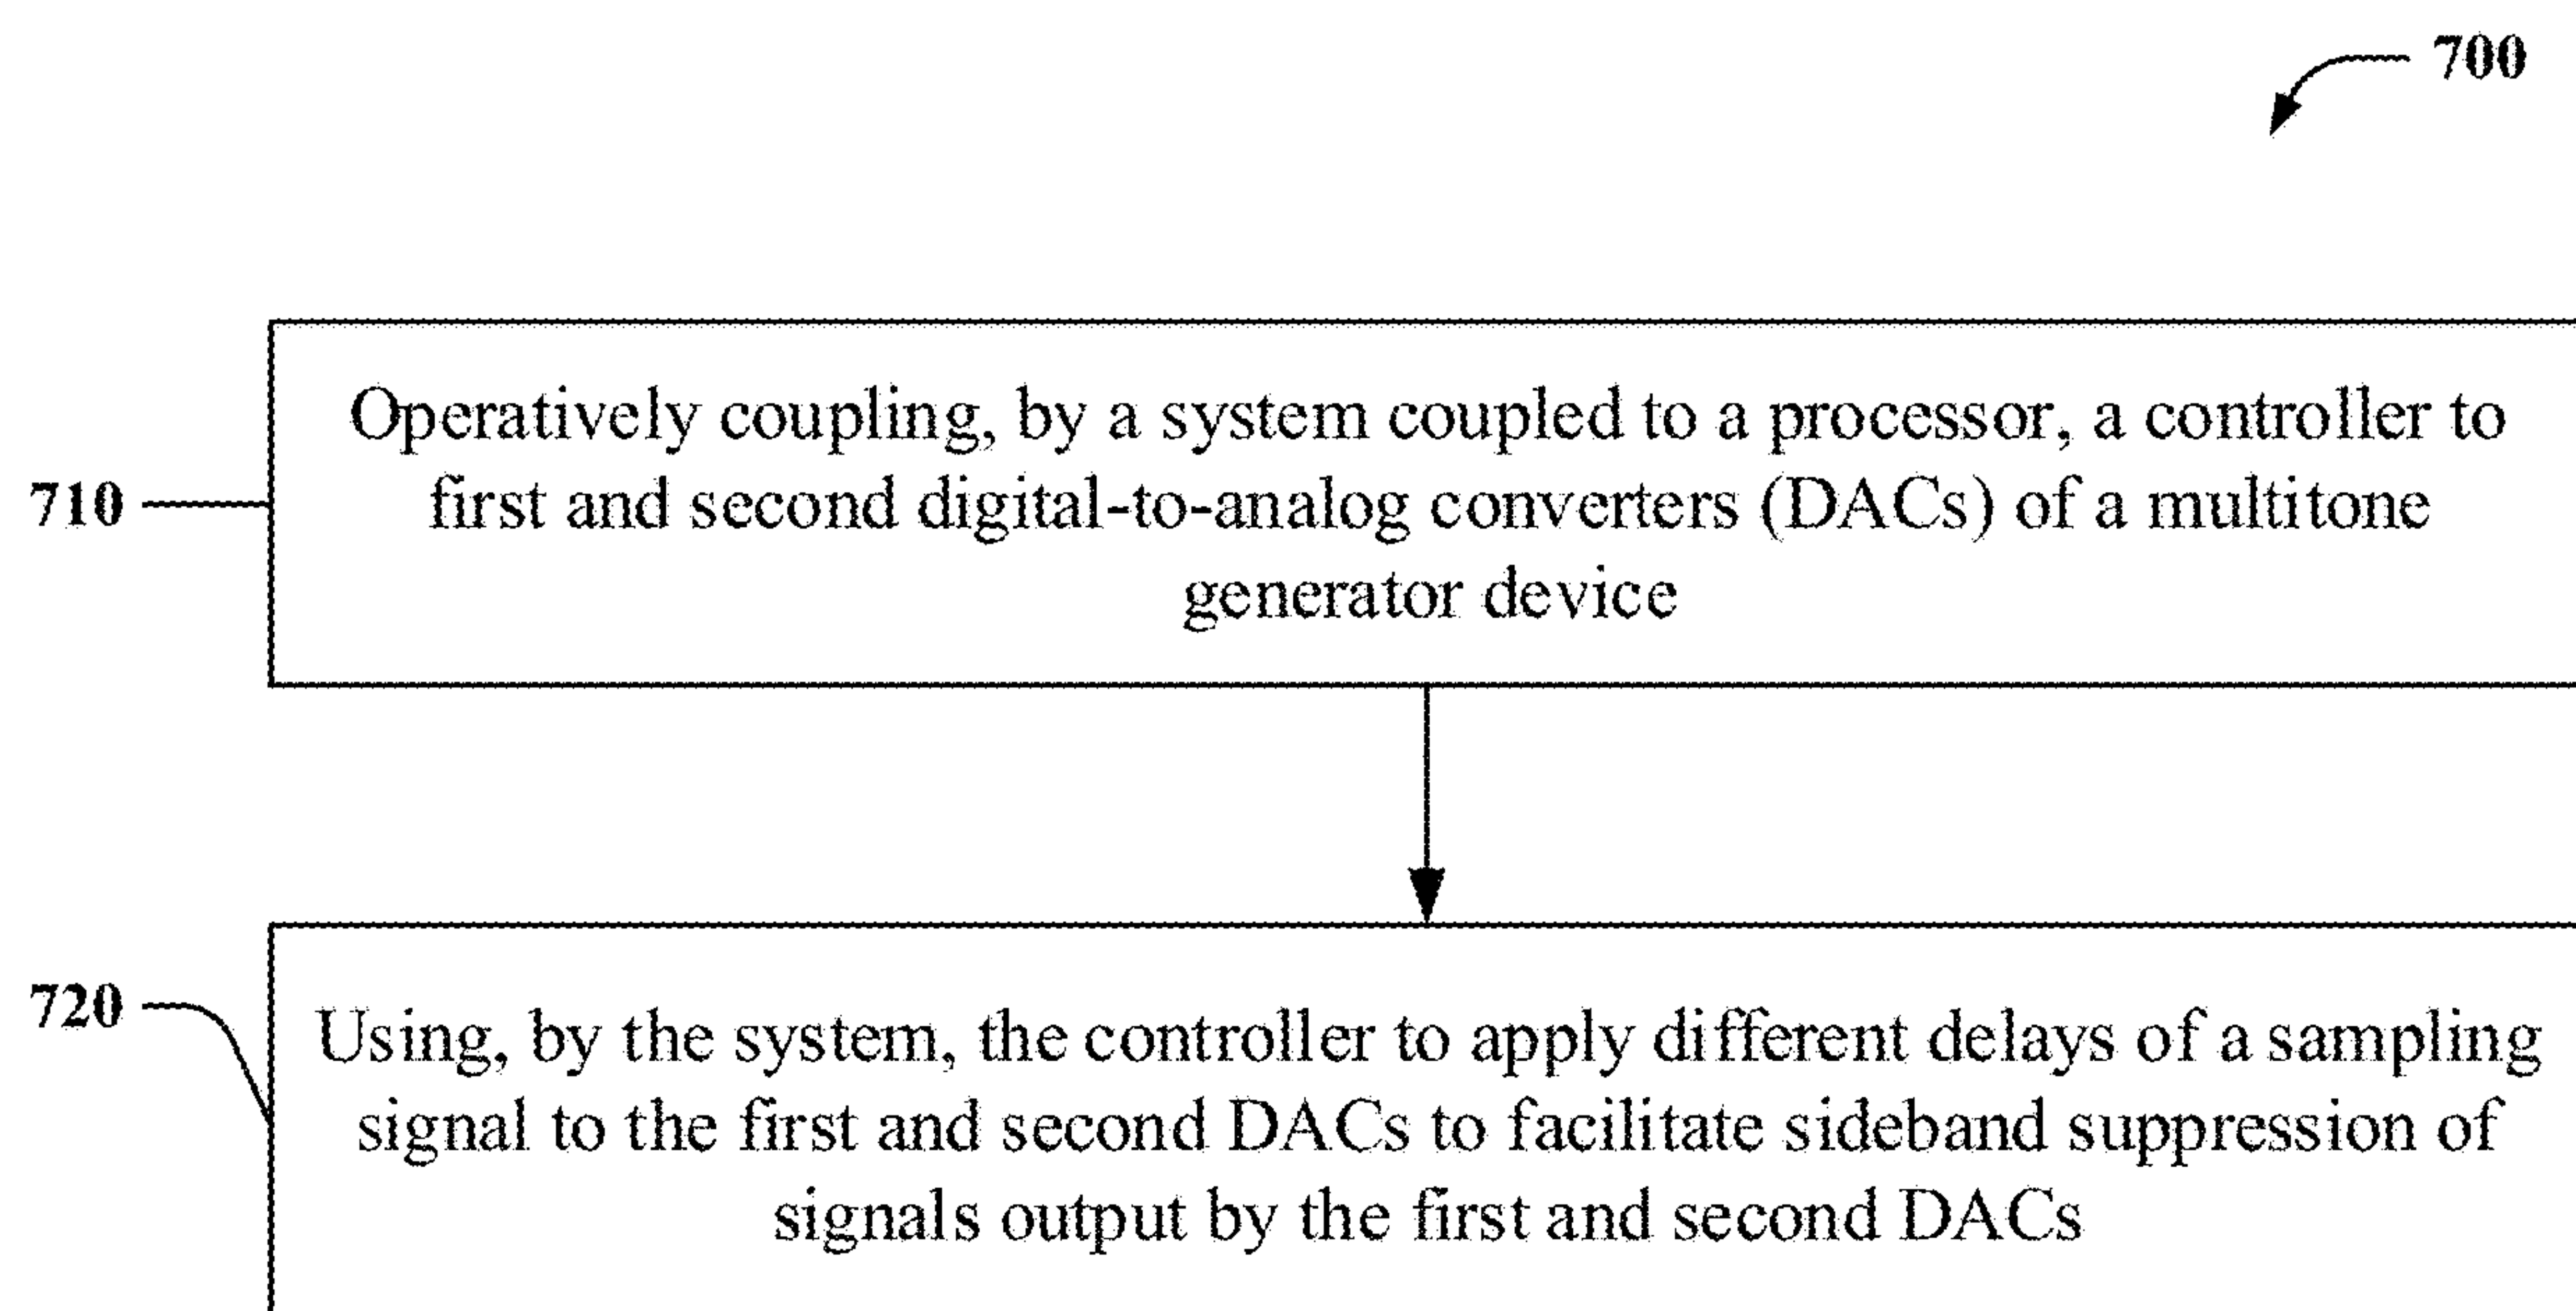 700
710
Operatively coupling, by a system coupled to a processor, a controller to
first and second digital-to-analog converters (DACs) of a multitone
generator device
720
Using, by the system, the controller to apply different delays of a sampling
signal to the first and second DACs to facilitate sideband suppression of
signals output by the first and second DACs